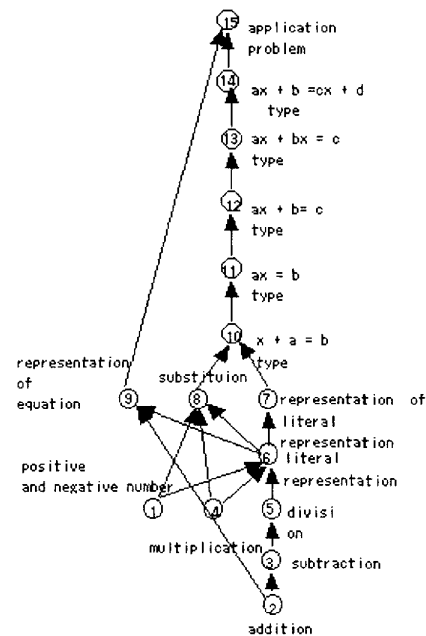 15 application
problem
14 ax + b =cx + d
type
13 ax + bx = c
type
12 ax + b= c
type
11 ax = b
type
10 x + a = b
type
representation
of
equation
substituion
9
8
7 representation of
literal
representation
6 literal
representation
positive
and negative number
1
4
5 divisi
on
multiplication
3 subtraction
2
addition